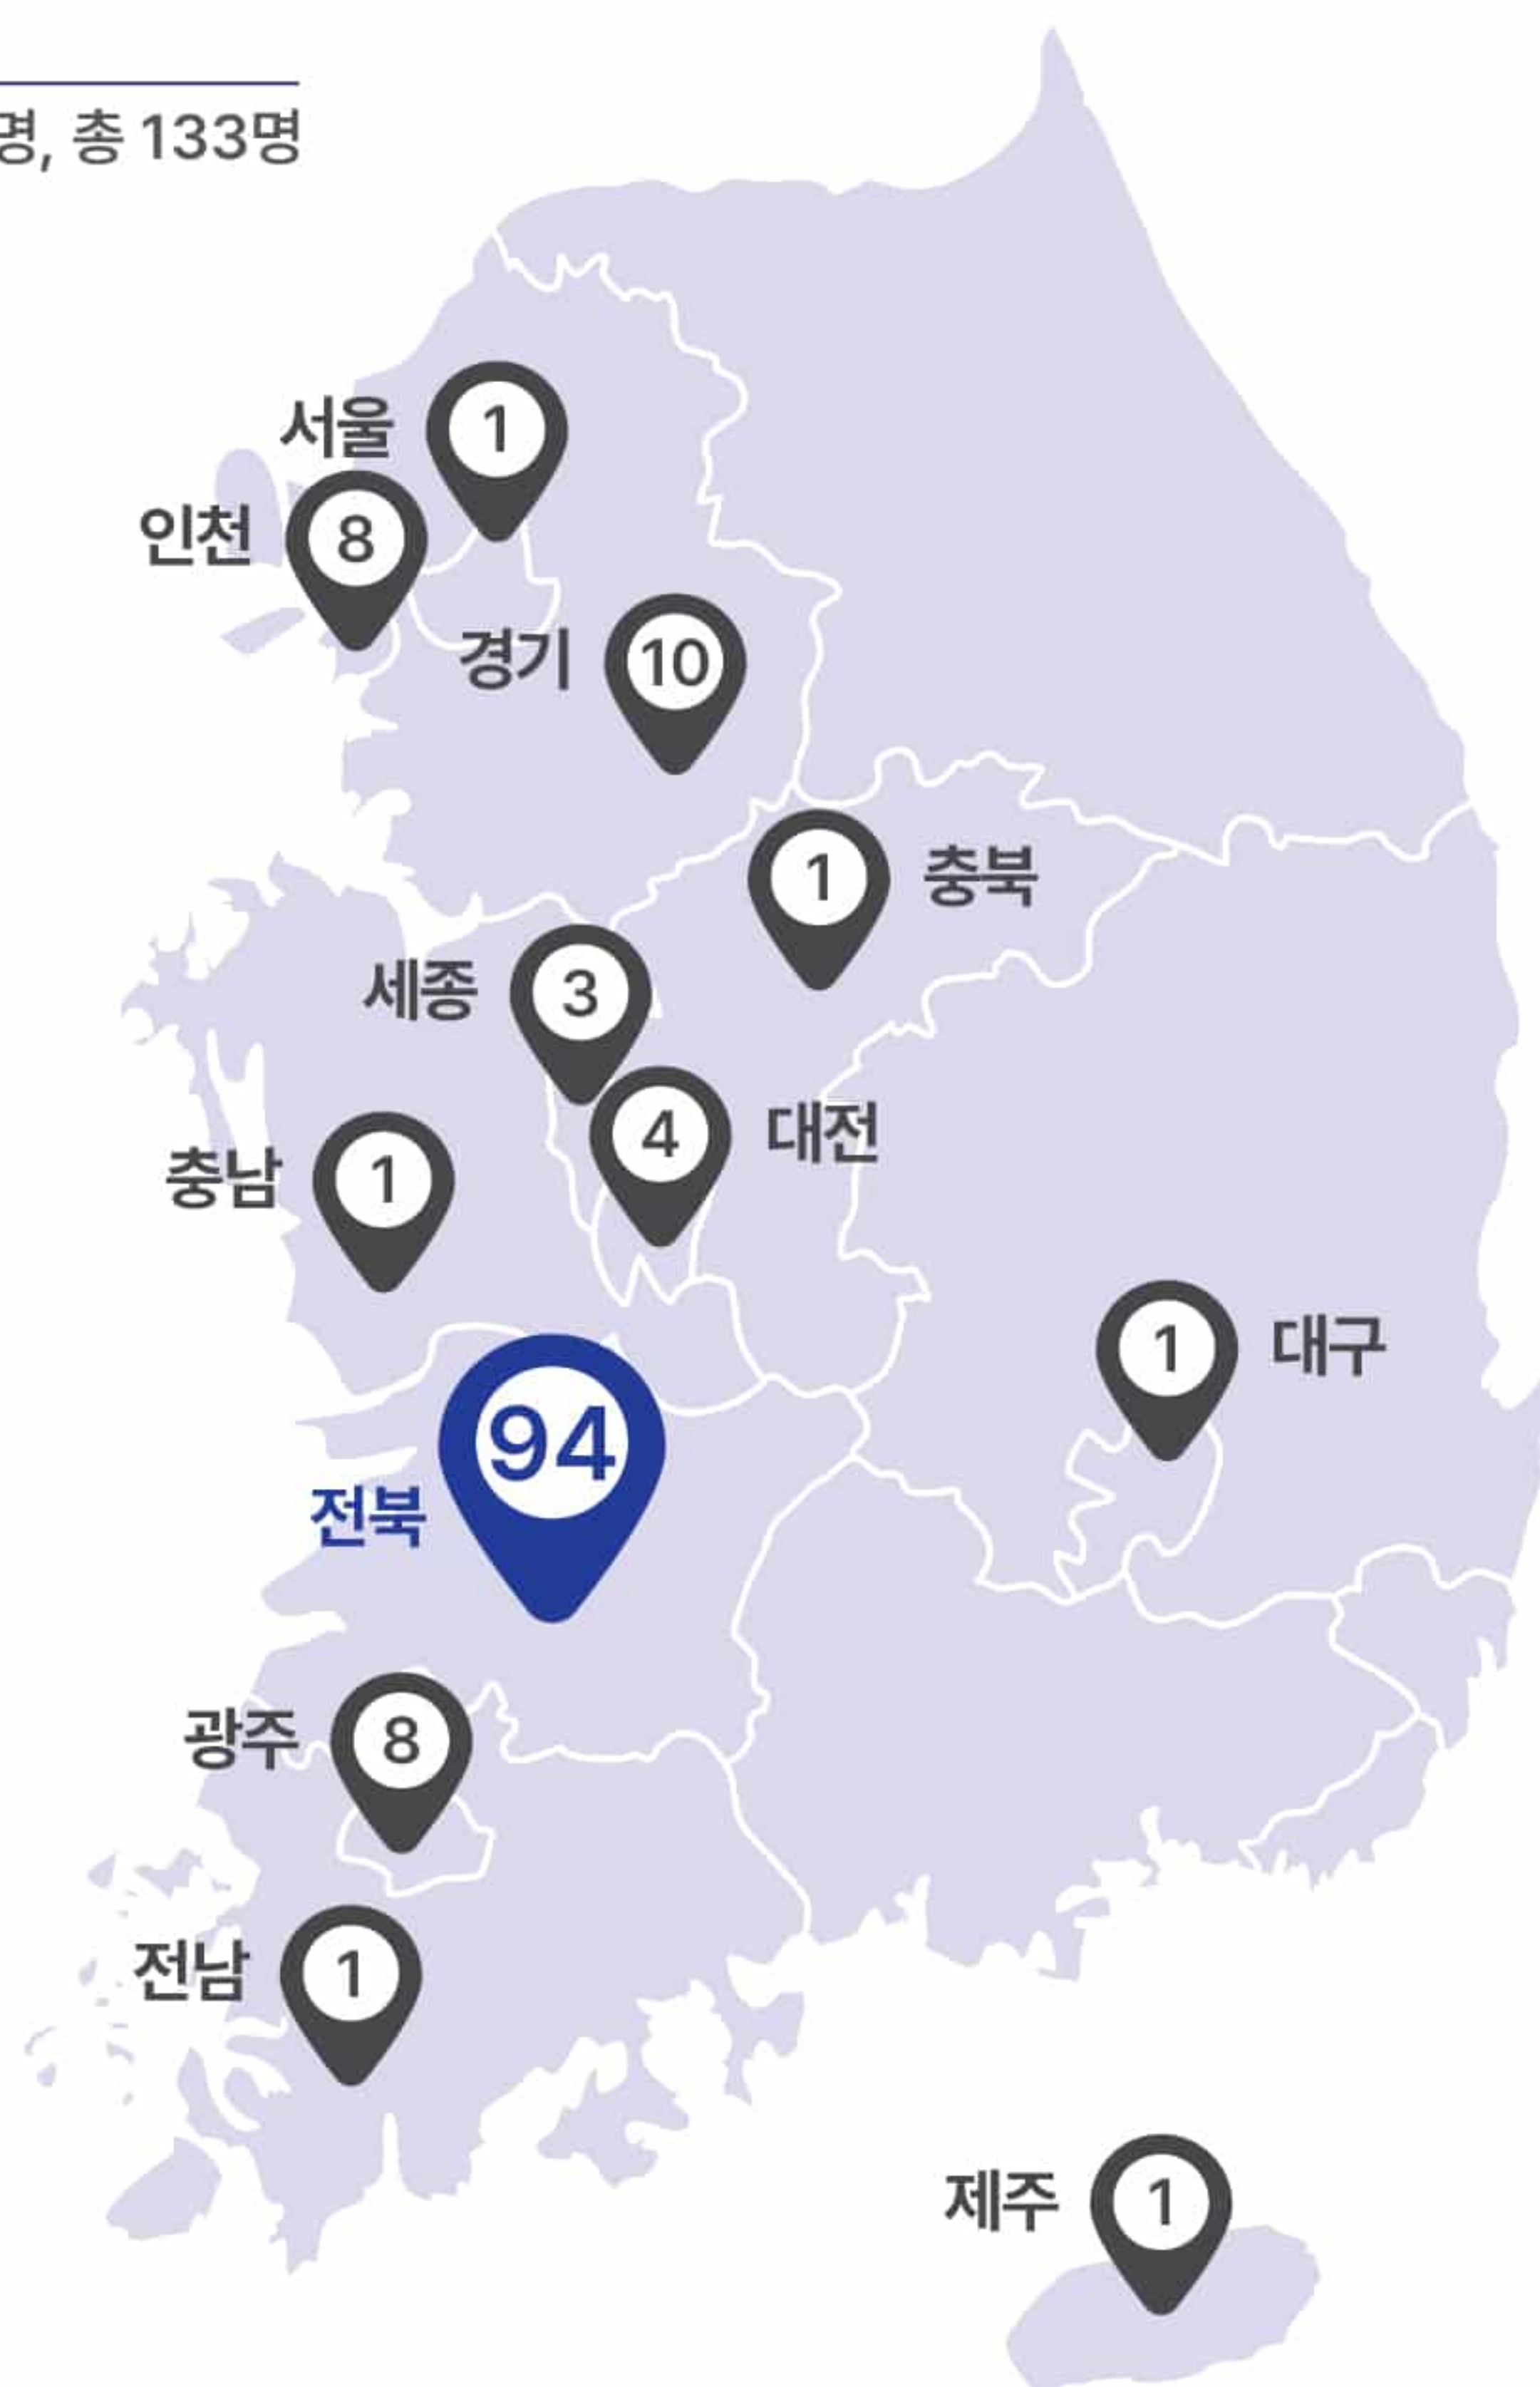 명, 총 133명
서울 1
인천 8
경기 10
1 충북
세종 3
4 대전
충남 1
1 대구
94
전북
광주 8
전남 1
제주 1